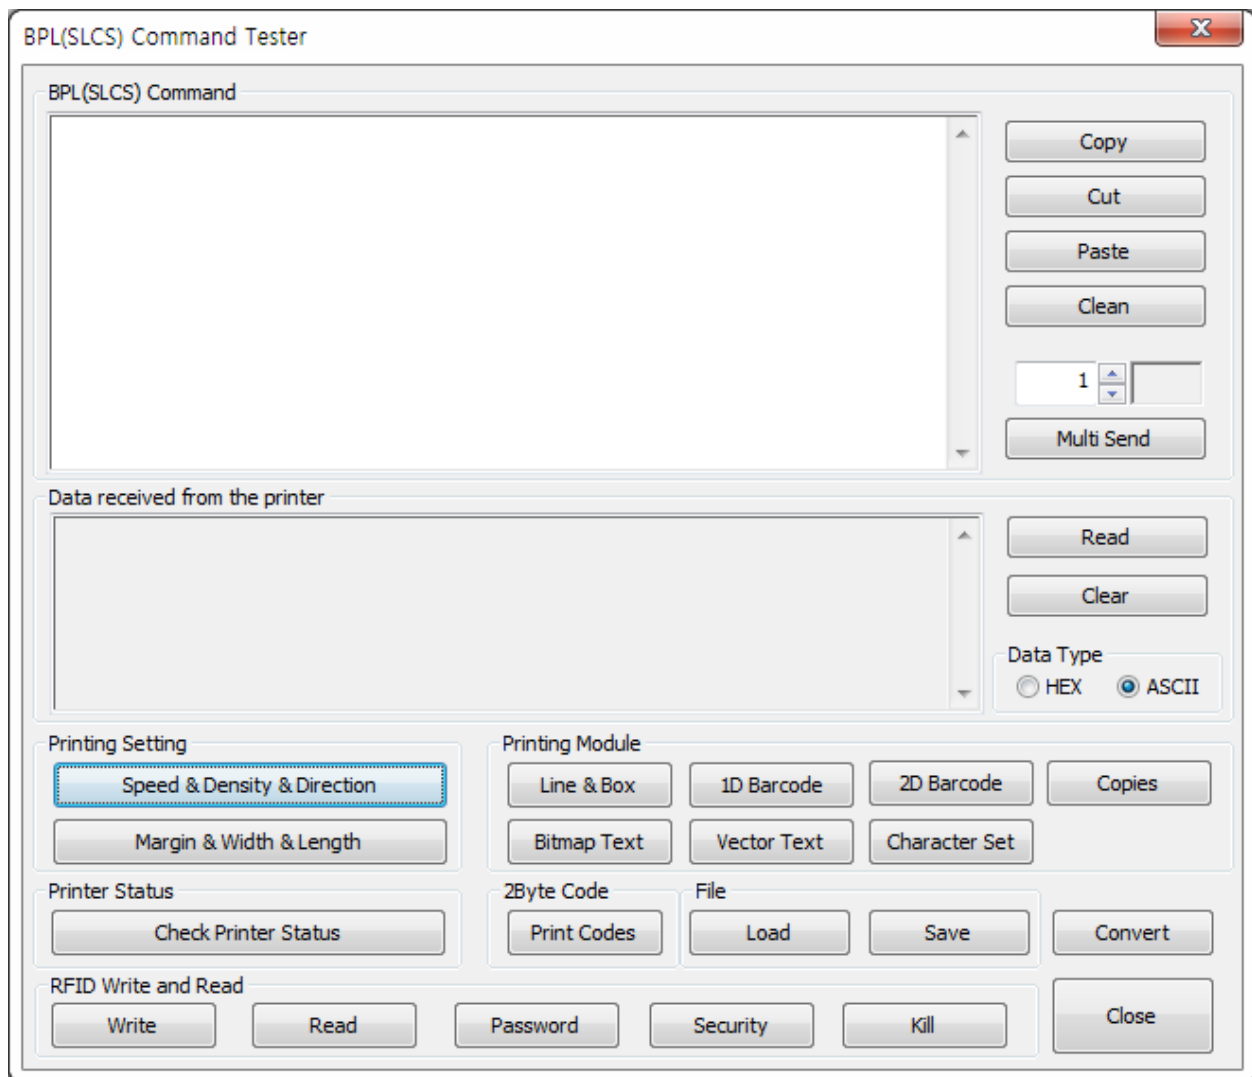 BPL(SLCS) Command Tester
BPL(SLCS) Command
Copy
Cut
Paste
Clean
1
Multi Send
Data received from the printer
Read
Clear
Data Type
HEX ASCII
Printing Setting
Speed & Density & Direction
Margin & Width & Length
Printing Module
Line & Box 1D Barcode 2D Barcode Copies
Bitmap Text Vector Text Character Set
Printer Status
Check Printer Status
2Byte Code
Print Codes
File
Load Save
Convert
RFID Write and Read
Write Read Password Security Kill
Close